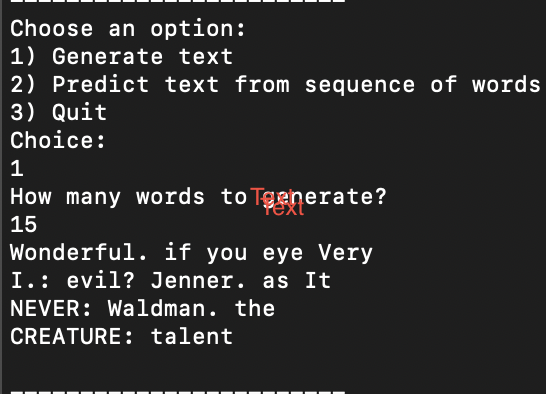 Choose an option:
1) Generate text
2) Predict text from sequence of words
3) Quit
Choice:
1
How many words to generate?
Text
Text
15
Wonderful. if you eye Very
I.: evil? Jenner. as It
NEVER: Waldman. the
CREATURE: talent